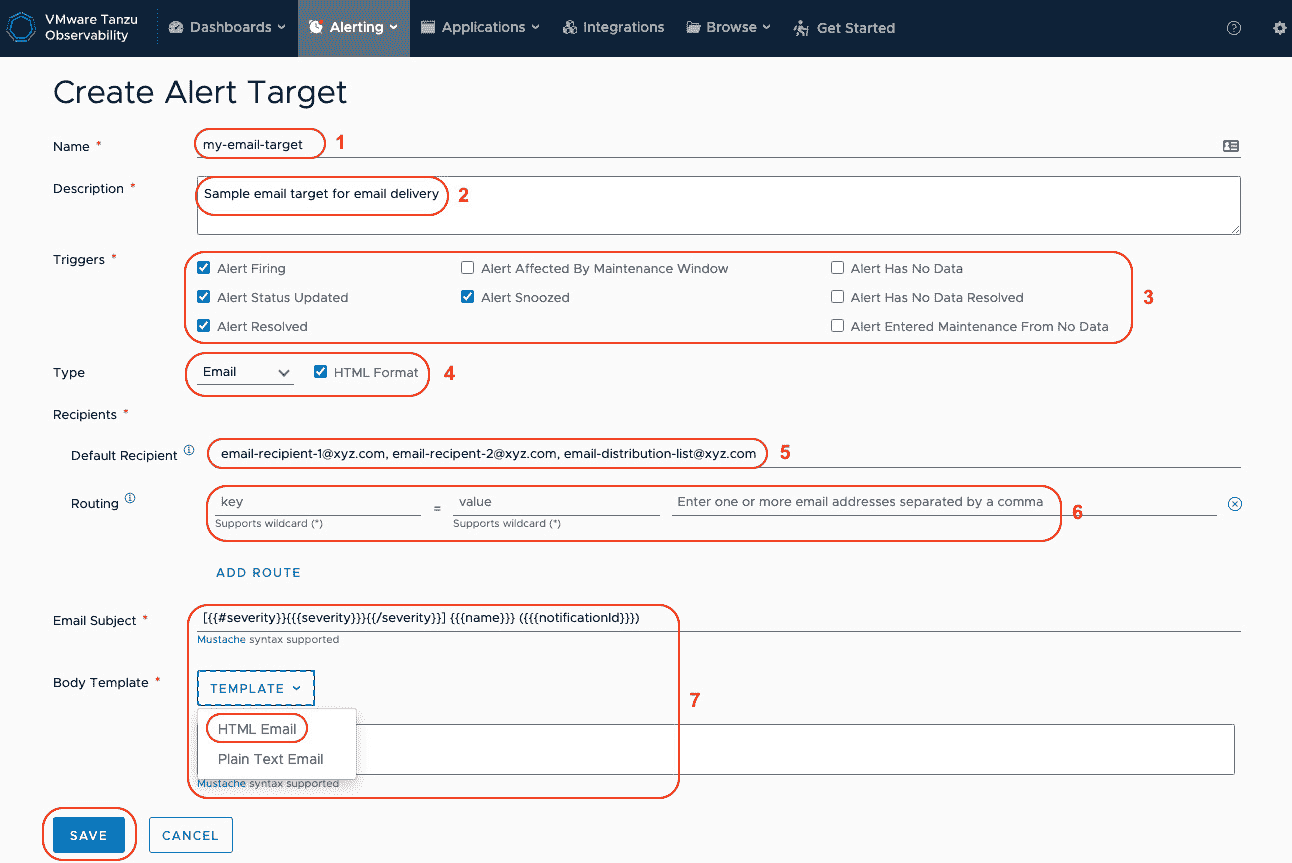 VMware Tanzu Observability
Dashboards Alerting Applications Integrations Browse Get Started
Create Alert Target
Name * my-email-target 1
Description * Sample email target for email delivery 2
Triggers * Alert Firing Alert Affected By Maintenance Window Alert Has No Data
Alert Status Updated Alert Snoozed Alert Has No Data Resolved 3
Alert Resolved Alert Entered Maintenance From No Data
Type Email HTML Format 4
Recipients *
Default Recipient email-recipient-1@xyz.com, email-recipent-2@xyz.com, email-distribution-list@xyz.com 5
Routing key = value Enter one or more email addresses separated by a comma 6
Supports wildcard (*) Supports wildcard (*)
ADD ROUTE
Email Subject * [{{#severity}}{{{severity}}}{{/severity}}] {{{name}}} ({{{notificationId}}})
Mustache syntax supported
Body Template * TEMPLATE 7
HTML Email
Plain Text Email
Mustache syntax supported
SAVE CANCEL